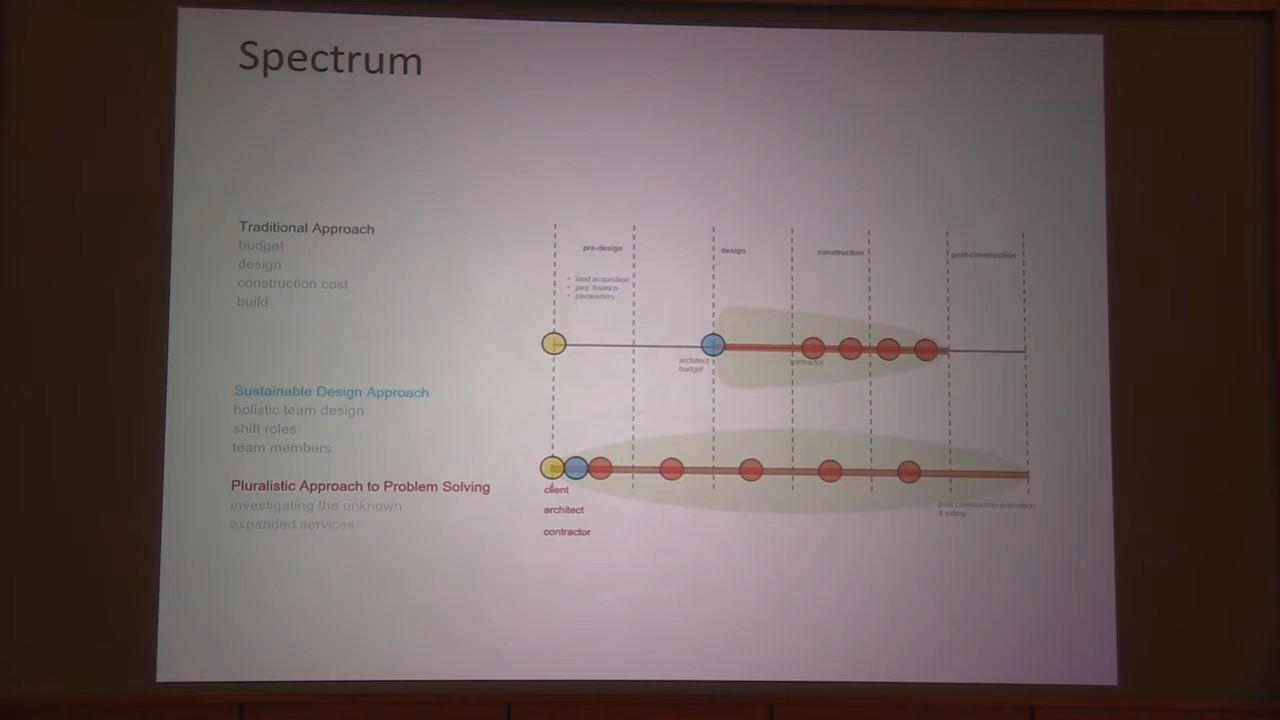 Spectrum
Traditional Approach
budget
design
construction cost
build
pre-design
design
construction
post-construction
• land acquisition
• proj. finance
• parameters
architect
budget
contractor
Sustainable Design Approach
holistic team design
shift roles
team members
Pluralistic Approach to Problem Solving
investigating the unknown
expanded services
client
architect
contractor
post construction evaluation
& rating